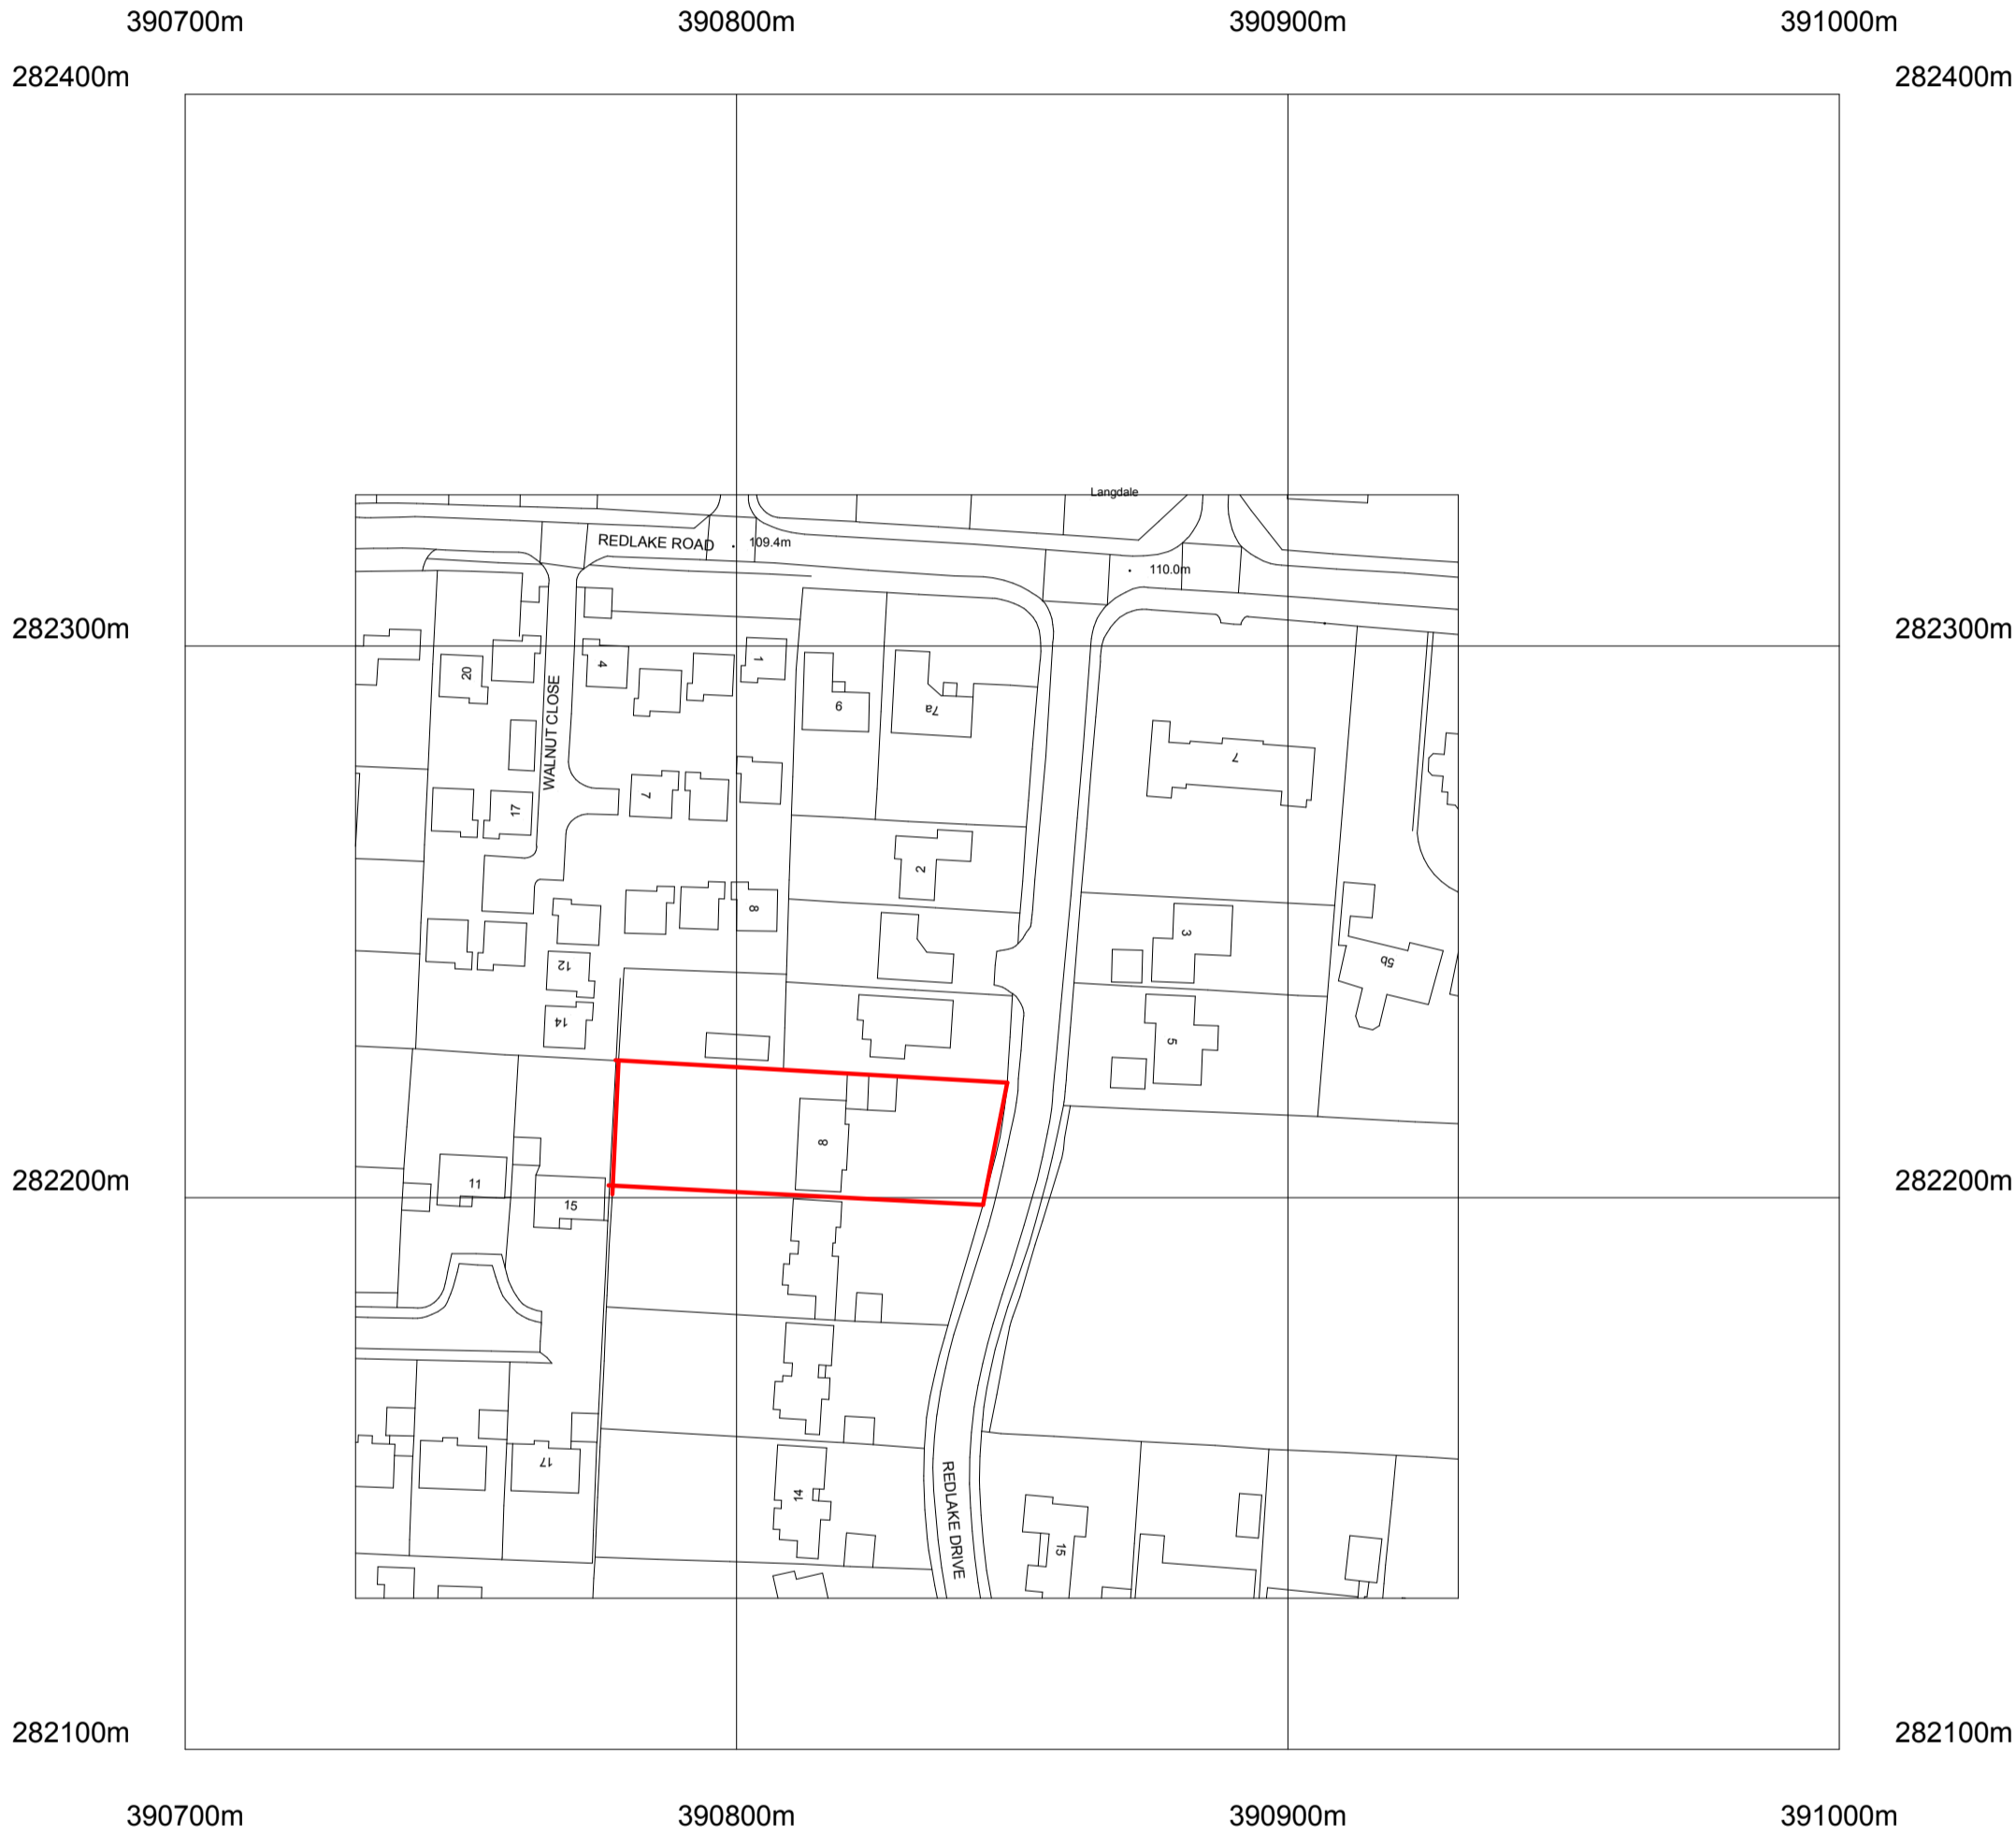 390700m 390800m 390900m 391000m
282400m 282400m
Langdale
REDLAKE ROAD 109.4m
110.0m
282300m 282300m
20
4
1
WALNUT CLOSE
9
7a
7
7
17
2
8
3
12
5b
14
5
8
282200m 282200m
11
15
17
14
REDLAKE DRIVE
15
282100m 282100m
390700m 390800m 390900m 391000m